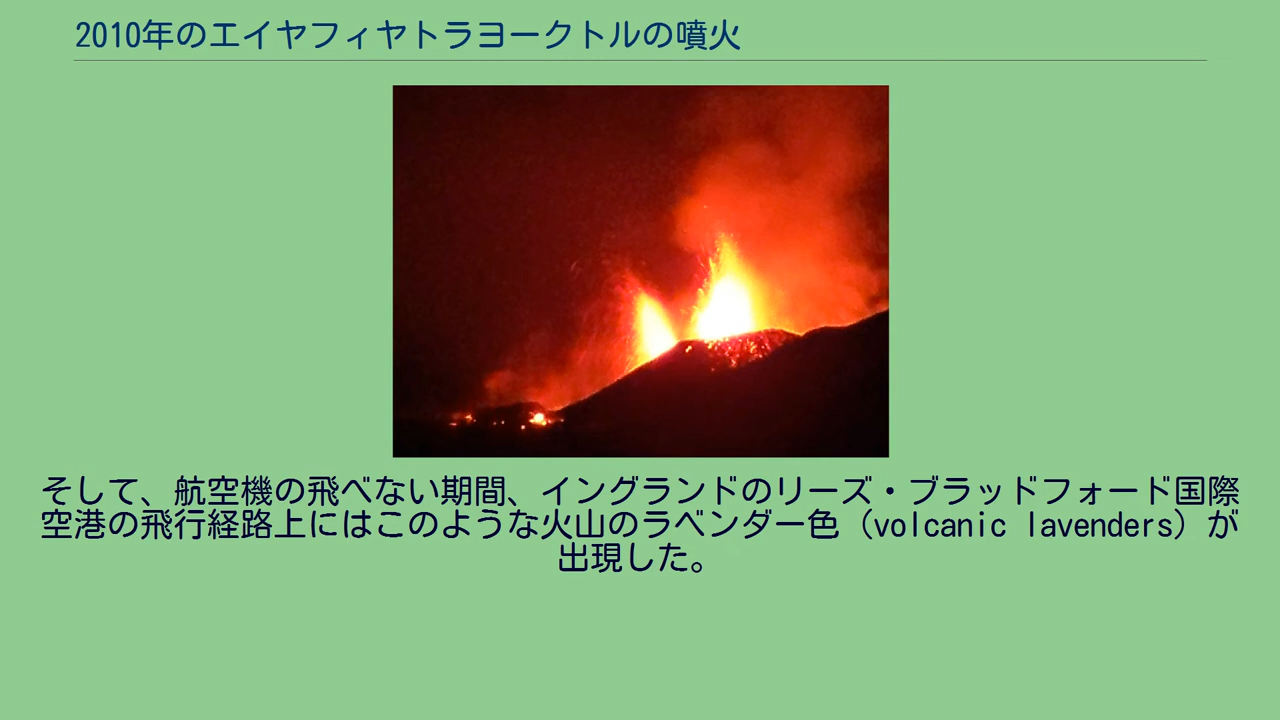 2010年のエイヤフィヤトラヨークトルの噴火
そして、航空機の飛べない期間、イングランドのリーズ・ブラッドフォード国際
空港の飛行経路上にはこのような火山のラベンダー色（volcanic lavenders）が
出現した。